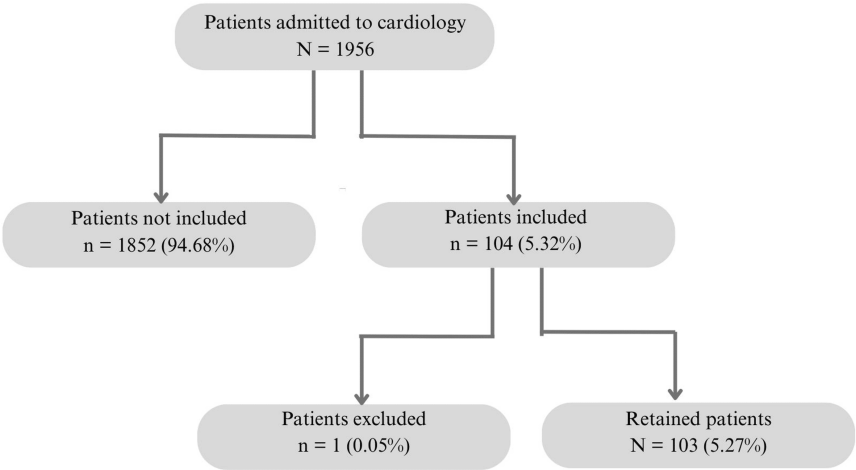 Patients admitted to cardiology
N = 1956
Patients not included
n = 1852 (94.68%)
Patients included
n = 104 (5.32%)
Patients excluded
n = 1 (0.05%)
Retained patients
N = 103 (5.27%)